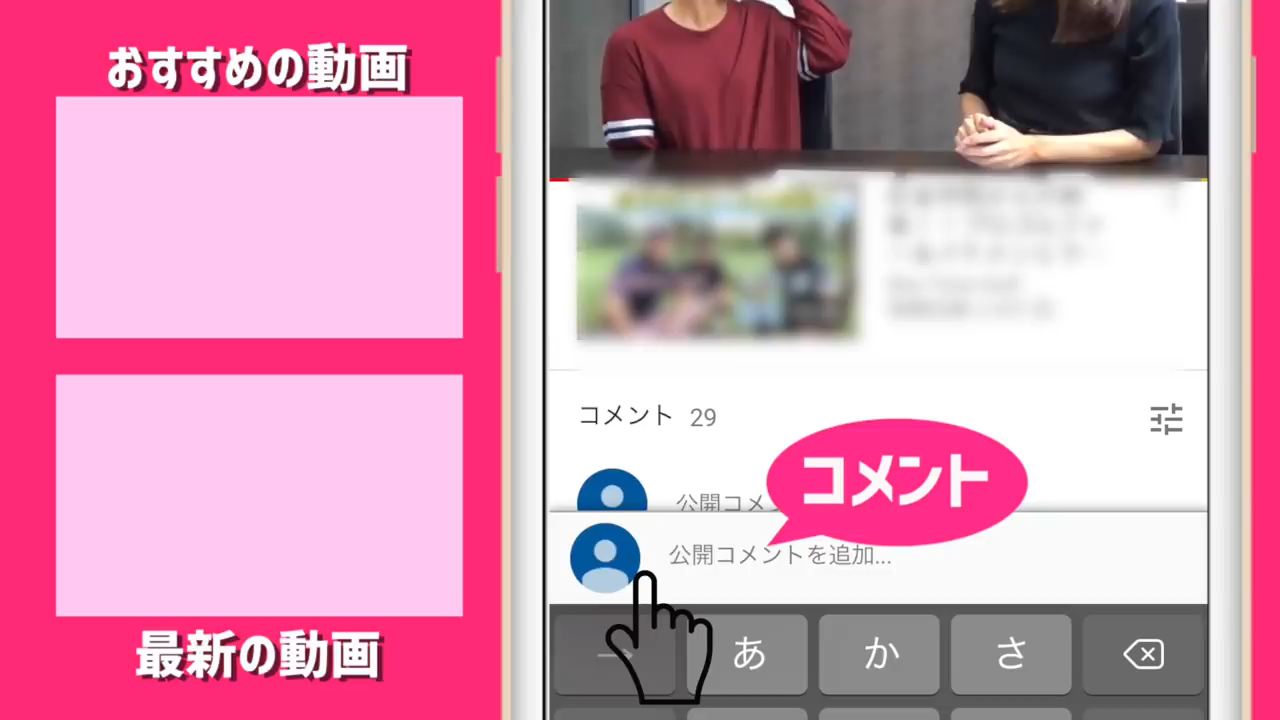 おすすめの動画
最新の動画
コメント 29
コメント
公開コメ
公開コメントを追加...
→
あ
か
さ